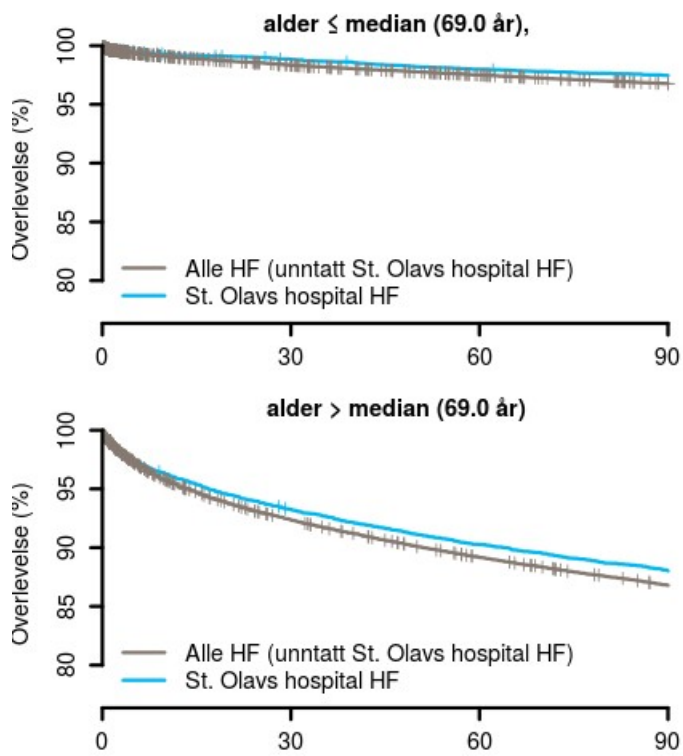 alder ≤ median (69.0 år),
Overlevelse (%)
100
95
90
85
80
Alle HF (unntatt St. Olavs hospital HF)
St. Olavs hospital HF
0 30 60 90
alder > median (69.0 år)
Overlevelse (%)
100
95
90
85
80
Alle HF (unntatt St. Olavs hospital HF)
St. Olavs hospital HF
0 30 60 90